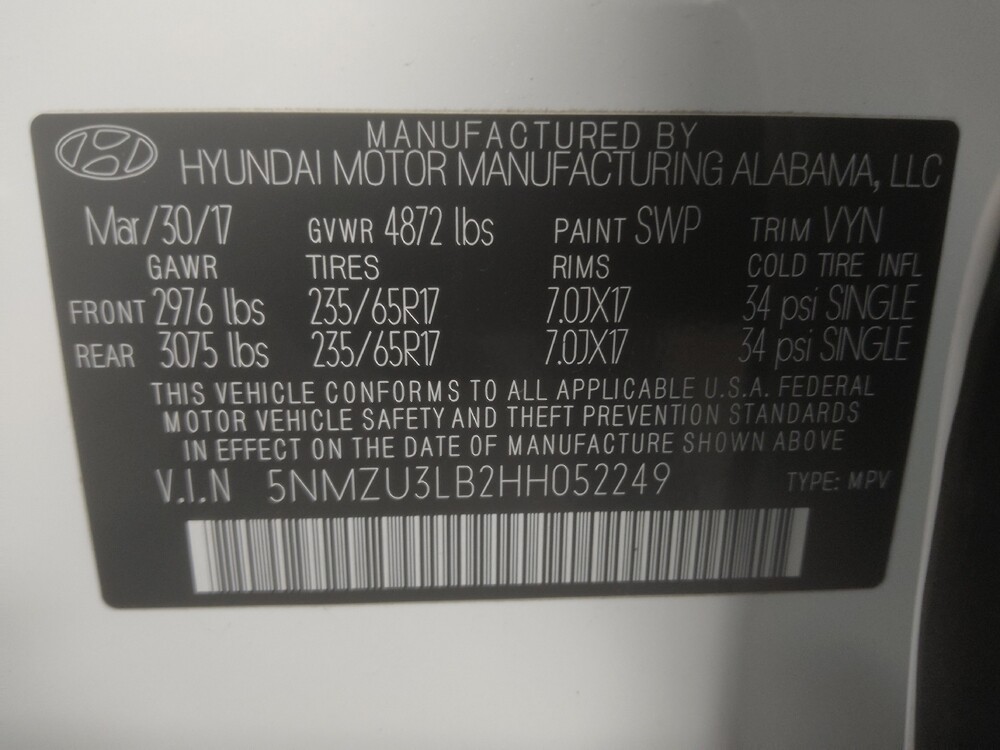 MANUFACTURED BY
HYUNDAI MOTOR MANUFACTURING ALABAMA, LLC
Mar/30/17 GVWR 4872 lbs PAINT SWP TRIM VYN
GAWR TIRES RIMS COLD TIRE INFL
FRONT 2976 lbs 235/65R17 7.0JX17 34 psi SINGLE
REAR 3075 lbs 235/65R17 7.0JX17 34 psi SINGLE
THIS VEHICLE CONFORMS TO ALL APPLICABLE U.S.A. FEDERAL
MOTOR VEHICLE SAFETY AND THEFT PREVENTION STANDARDS
IN EFFECT ON THE DATE OF MANUFACTURE SHOWN ABOVE
V.I.N 5NMZU3LB2HH052249 TYPE: MPV